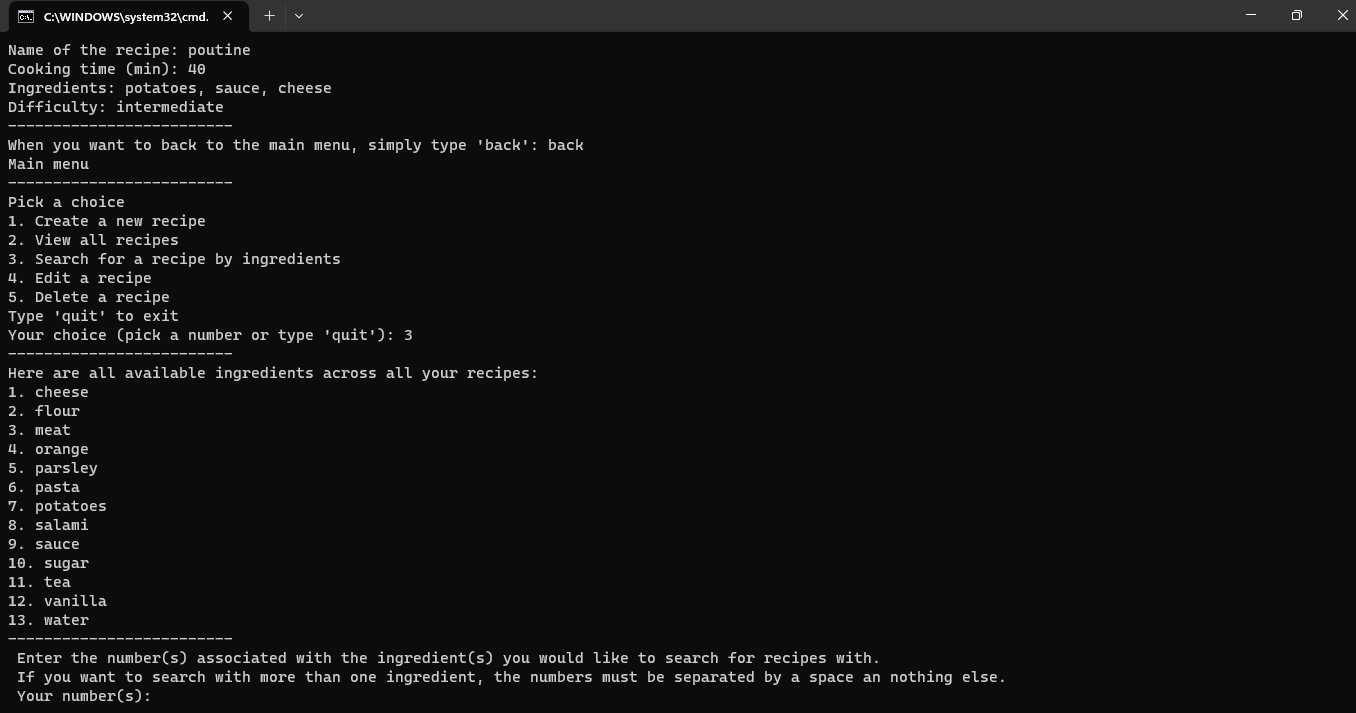 C:\WINDOWS\system32\cmd.
Name of the recipe: poutine
Cooking time (min): 40
Ingredients: potatoes, sauce, cheese
Difficulty: intermediate
-------------------------
When you want to back to the main menu, simply type 'back': back
Main menu
-------------------------
Pick a choice
1. Create a new recipe
2. View all recipes
3. Search for a recipe by ingredients
4. Edit a recipe
5. Delete a recipe
Type 'quit' to exit
Your choice (pick a number or type 'quit'): 3
-------------------------
Here are all available ingredients across all your recipes:
1. cheese
2. flour
3. meat
4. orange
5. parsley
6. pasta
7. potatoes
8. salami
9. sauce
10. sugar
11. tea
12. vanilla
13. water
-------------------------
Enter the number(s) associated with the ingredient(s) you would like to search for recipes with.
If you want to search with more than one ingredient, the numbers must be separated by a space an nothing else.
Your number(s):